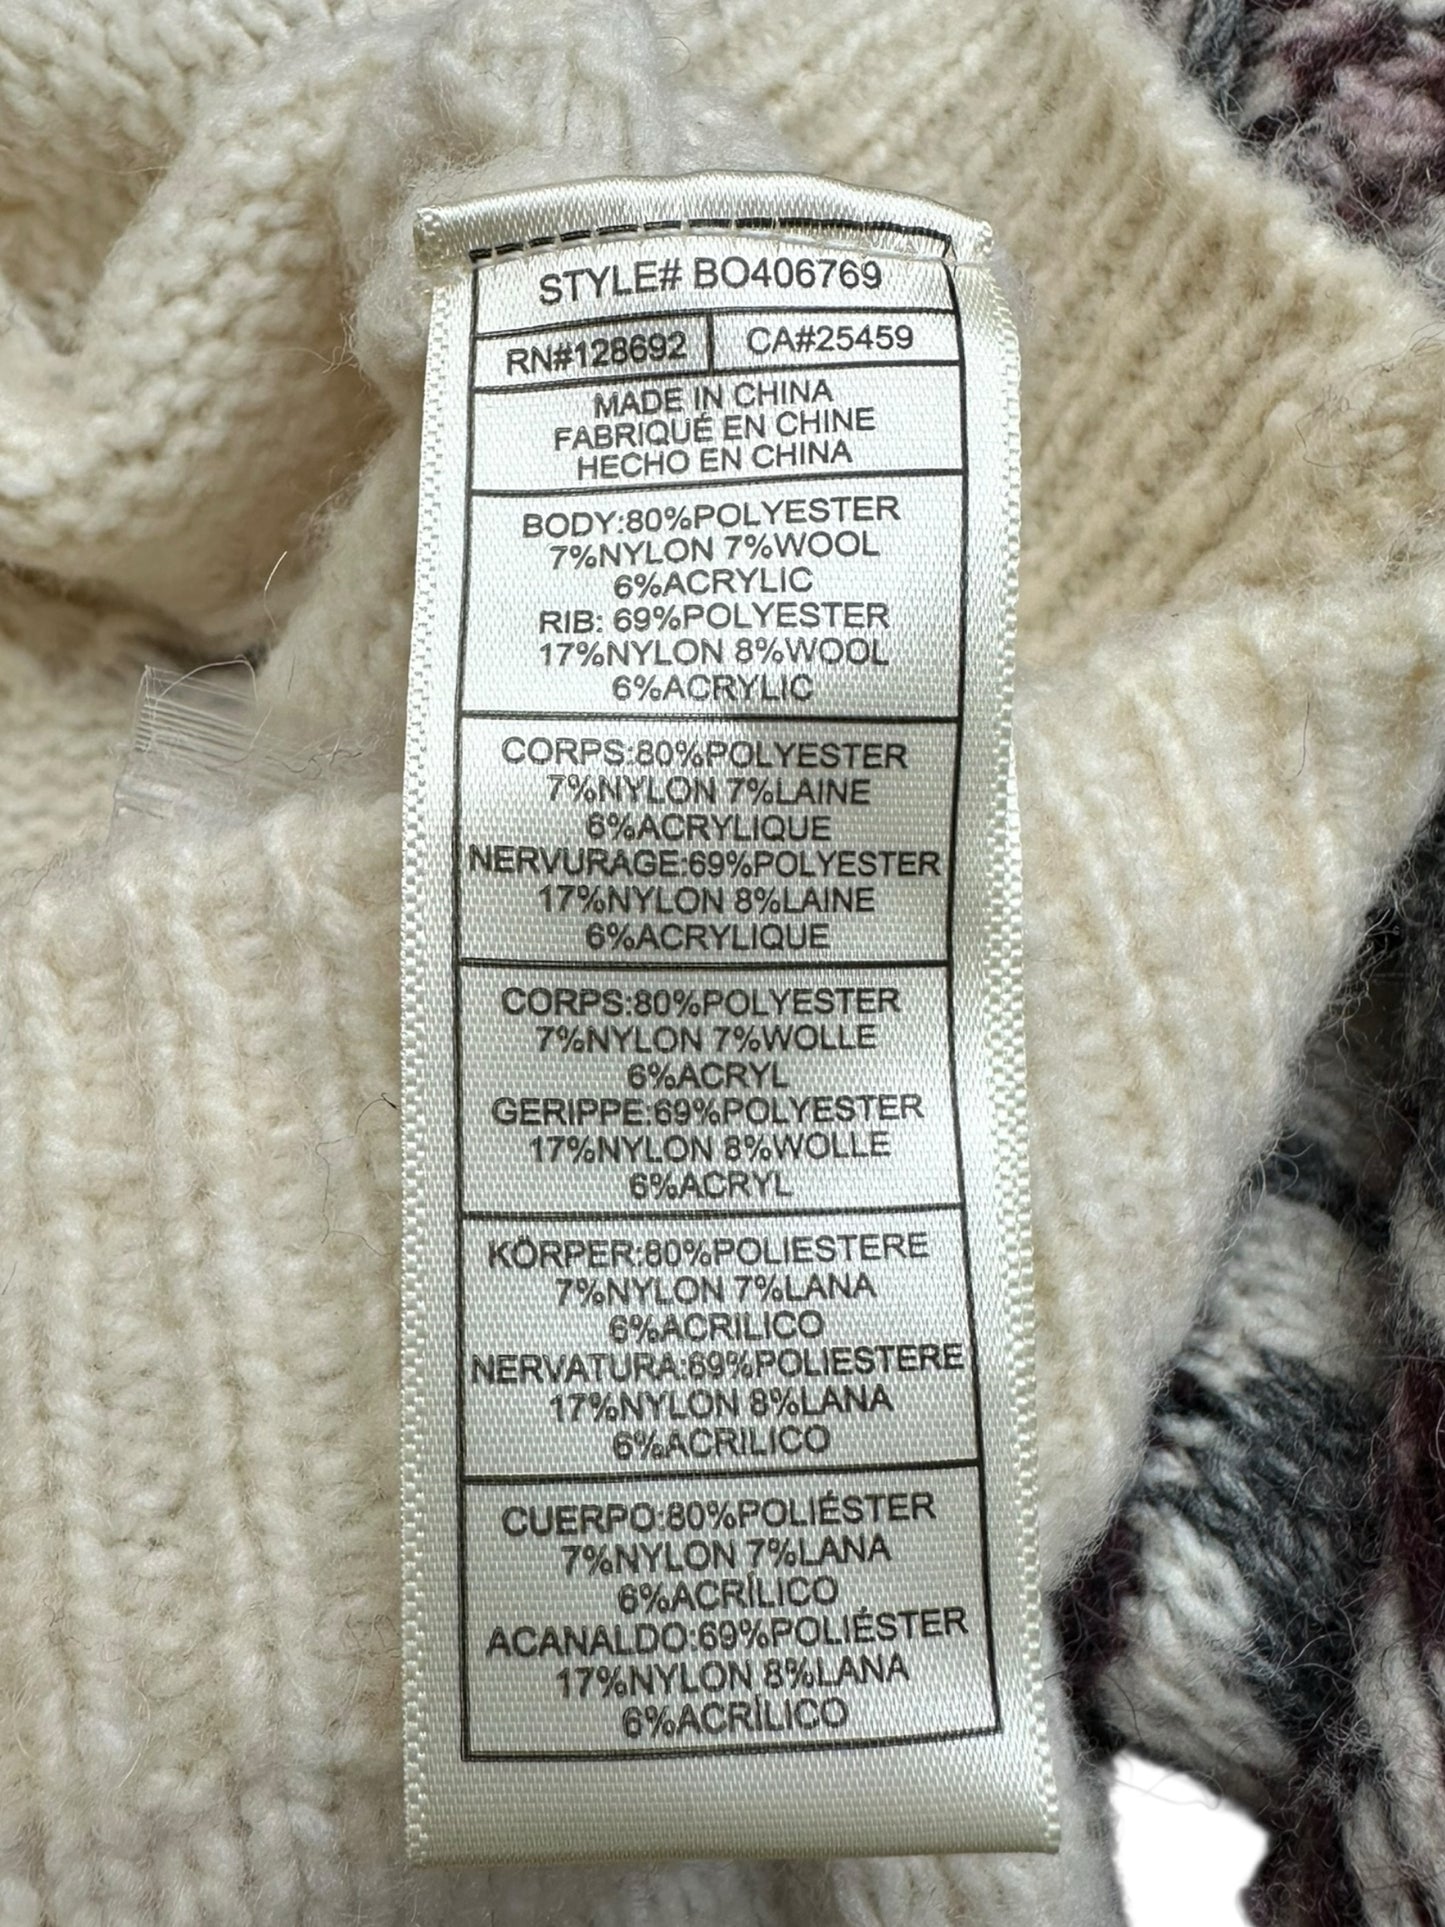 STYLE# BO406769
RN#128692 CA#25459
MADE IN CHINA
FABRIQUÉ EN CHINE
HECHO EN CHINA
BODY:80%POLYESTER
7%NYLON 7%WOOL
6%ACRYLIC
RIB: 69%POLYESTER
17%NYLON 8%WOOL
6%ACRYLIC
CORPS:80%POLYESTER
7%NYLON 7%LAINE
6%ACRYLIQUE
NERVURAGE:69%POLYESTER
17%NYLON 8%LAINE
6%ACRYLIQUE
CORPS:80%POLYESTER
7%NYLON 7%WOLLE
6%ACRYL
GERIPPE:69%POLYESTER
17%NYLON 8%WOLLE
6%ACRYL
KÖRPER:80%POLIESTERE
7%NYLON 7%LANA
6%ACRILICO
NERVATURA:69%POLIESTERE
17%NYLON 8%LANA
6%ACRILICO
CUERPO:80%POLIÉSTER
7%NYLON 7%LANA
6%ACRÍLICO
ACANALDO:69%POLIÉSTER
17%NYLON 8%LANA
6%ACRÍLICO